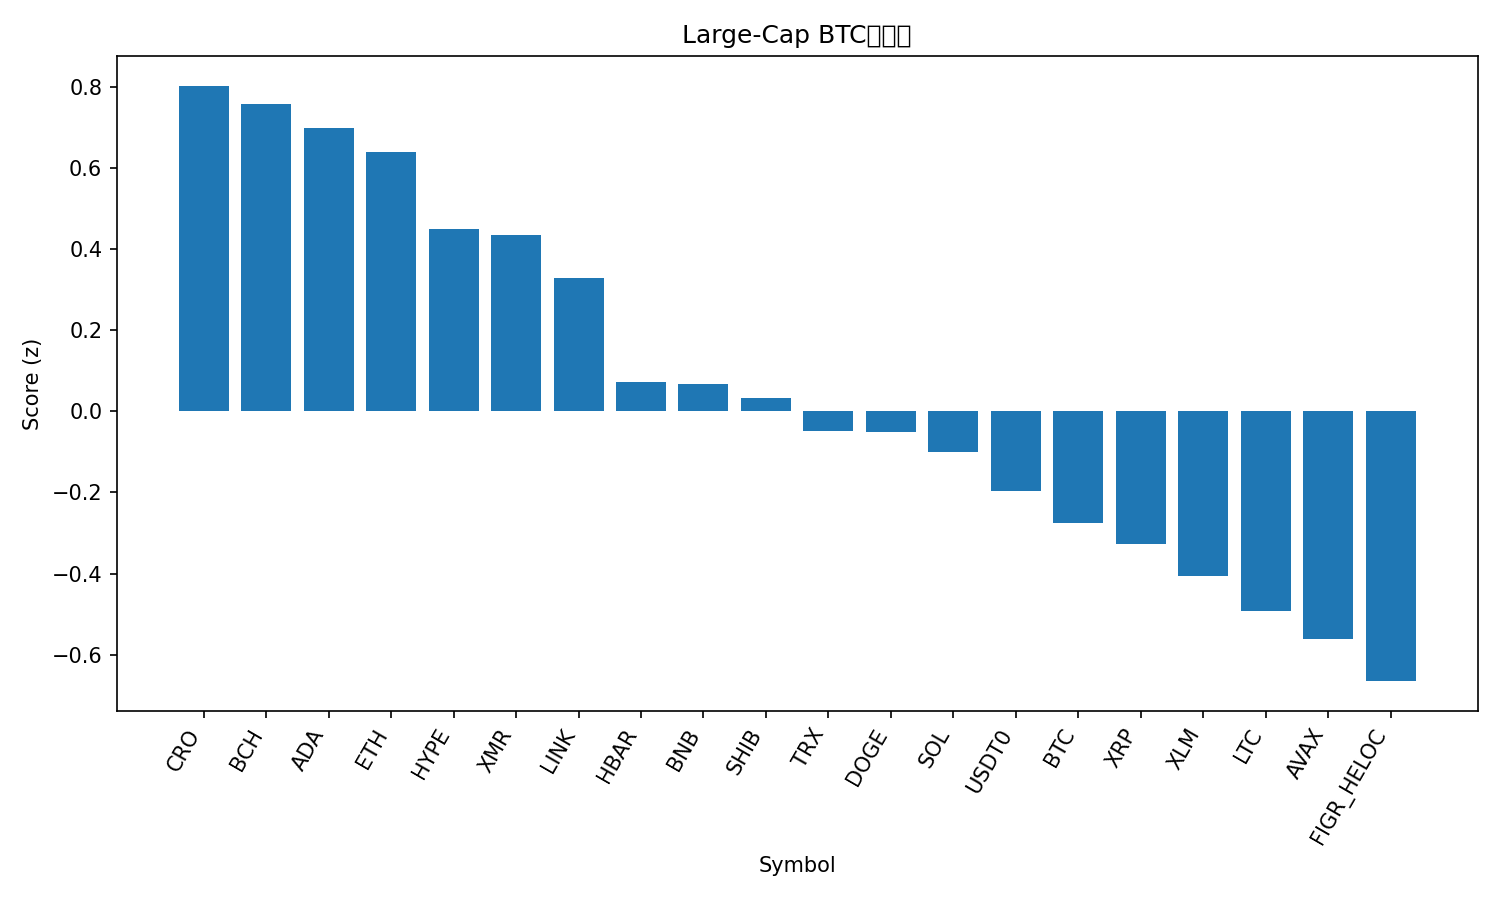 Large-Cap BTC
Score (z)
0.8
0.6
0.4
0.2
0.0
−0.2
−0.4
−0.6
CRO
BCH
ADA
ETH
HYPE
XMR
LINK
HBAR
BNB
SHIB
TRX
DOGE
SOL
USDT0
BTC
XRP
XLM
LTC
AVAX
FIGR_HELOC
Symbol